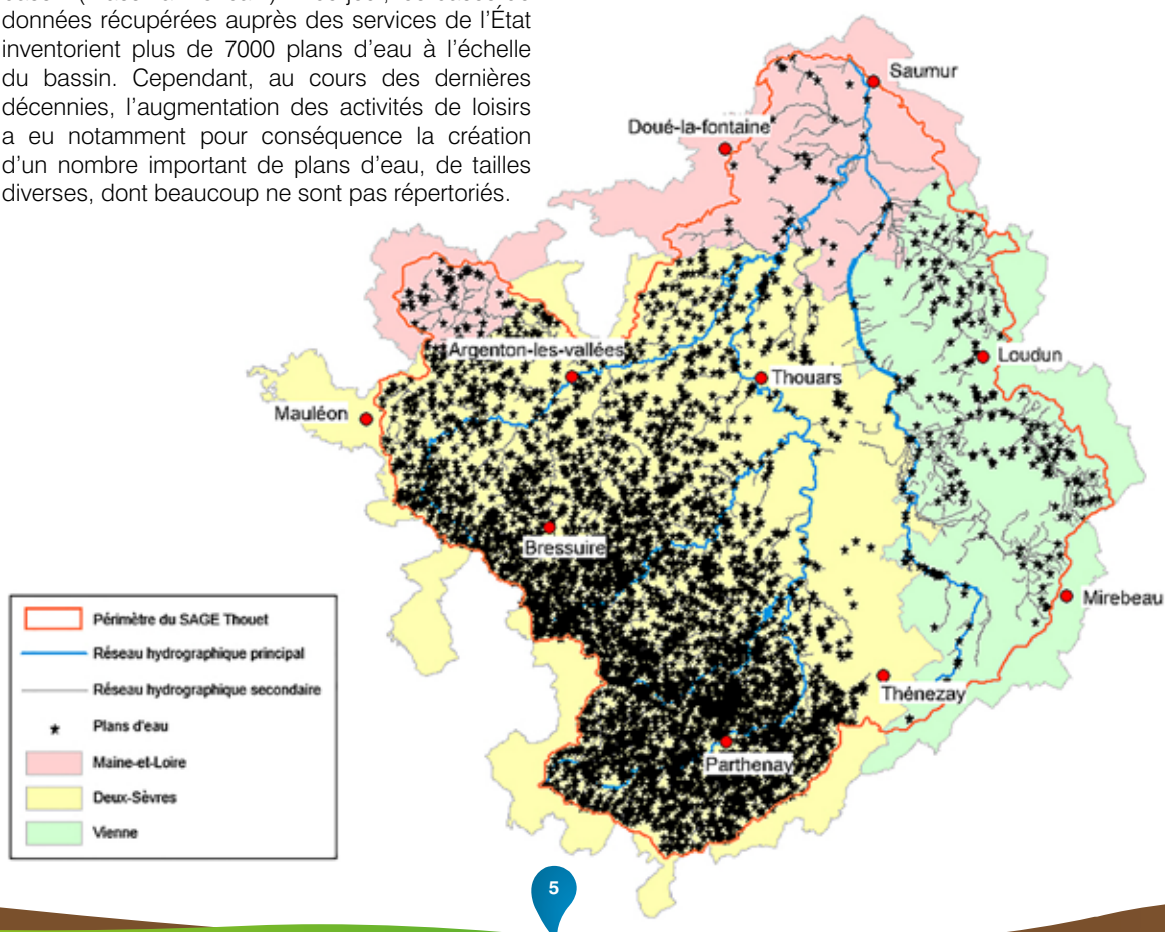 données récupérées auprès des services de l'État
inventorient plus de 7000 plans d'eau à l'échelle
du bassin. Cependant, au cours des dernières
décennies, l'augmentation des activités de loisirs
a eu notamment pour conséquence la création
d'un nombre important de plans d'eau, de tailles
diverses, dont beaucoup ne sont pas répertoriés.
Saumur
Doué-la-fontaine
Argenton-les-vallées
Loudun
Thouars
Mauléon
Bressuire
Mirebeau
Thénezay
Parthenay
Périmètre du SAGE Thouet
Réseau hydrographique principal
Réseau hydrographique secondaire
Plans d'eau
Maine-et-Loire
Deux-Sèvres
Vienne
5